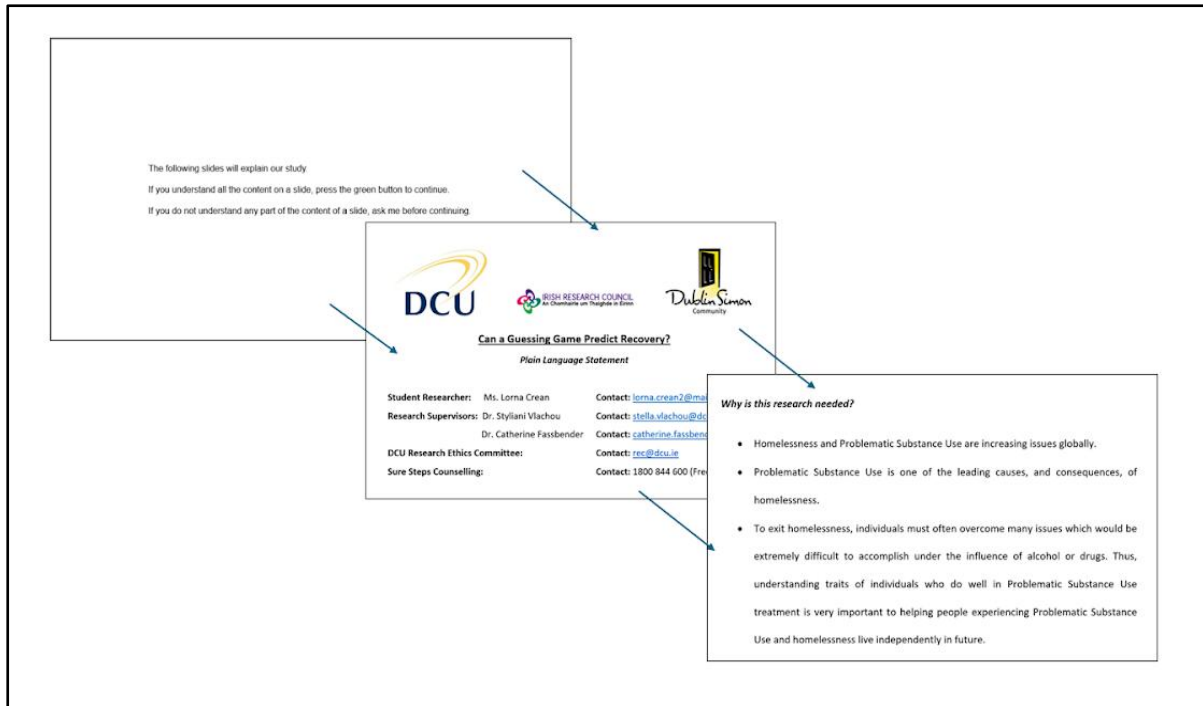 The following slides will explain our study
If you understand all the content on a slide, press the green button to continue.
If you do not understand any part of the content of a slide, ask me before continuing.
DCU
IRISH RESEARCH COUNCIL
An Chomhairle um Thaighde in Éirinn
Dublin Simon
Community
Can a Guessing Game Predict Recovery?
Plain Language Statement
Student Researcher: Ms. Lorna Crean Contact: lorna.crean2@mai
Research Supervisors: Dr. Styliani Vlachou Contact: stella.vlachou@dc
Dr. Catherine Fassbender Contact: catherine.fassbend
DCU Research Ethics Committee: Contact: rec@dcu.ie
Sure Steps Counselling: Contact: 1800 844 600 (Fre
Why is this research needed?
• Homelessness and Problematic Substance Use are increasing issues globally.
• Problematic Substance Use is one of the leading causes, and consequences, of
homelessness.
• To exit homelessness, individuals must often overcome many issues which would be
extremely difficult to accomplish under the influence of alcohol or drugs. Thus,
understanding traits of individuals who do well in Problematic Substance Use
treatment is very important to helping people experiencing Problematic Substance
Use and homelessness live independently in future.